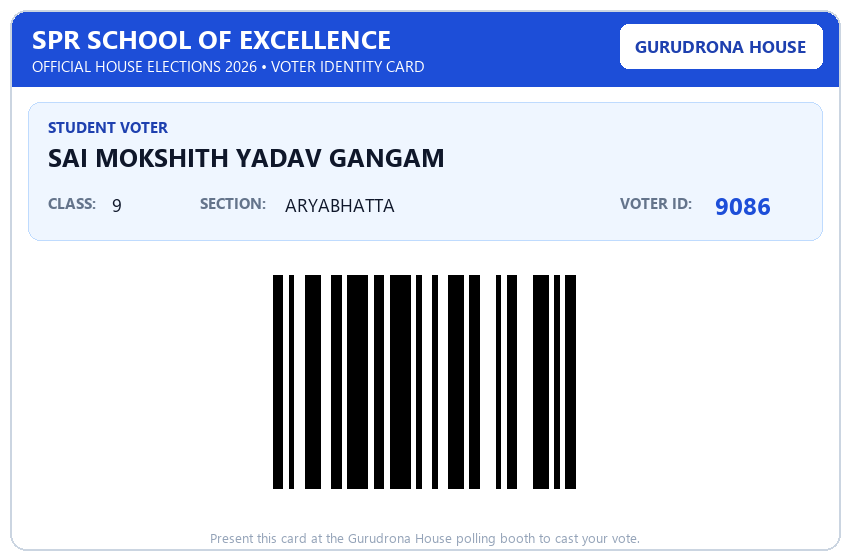 SPR SCHOOL OF EXCELLENCE
OFFICIAL HOUSE ELECTIONS 2026 • VOTER IDENTITY CARD
GURUDRONA HOUSE
STUDENT VOTER
SAI MOKSHITH YADAV GANGAM
CLASS: 9 SECTION: ARYABHATTA VOTER ID: 9086
Present this card at the Gurudrona House polling booth to cast your vote.